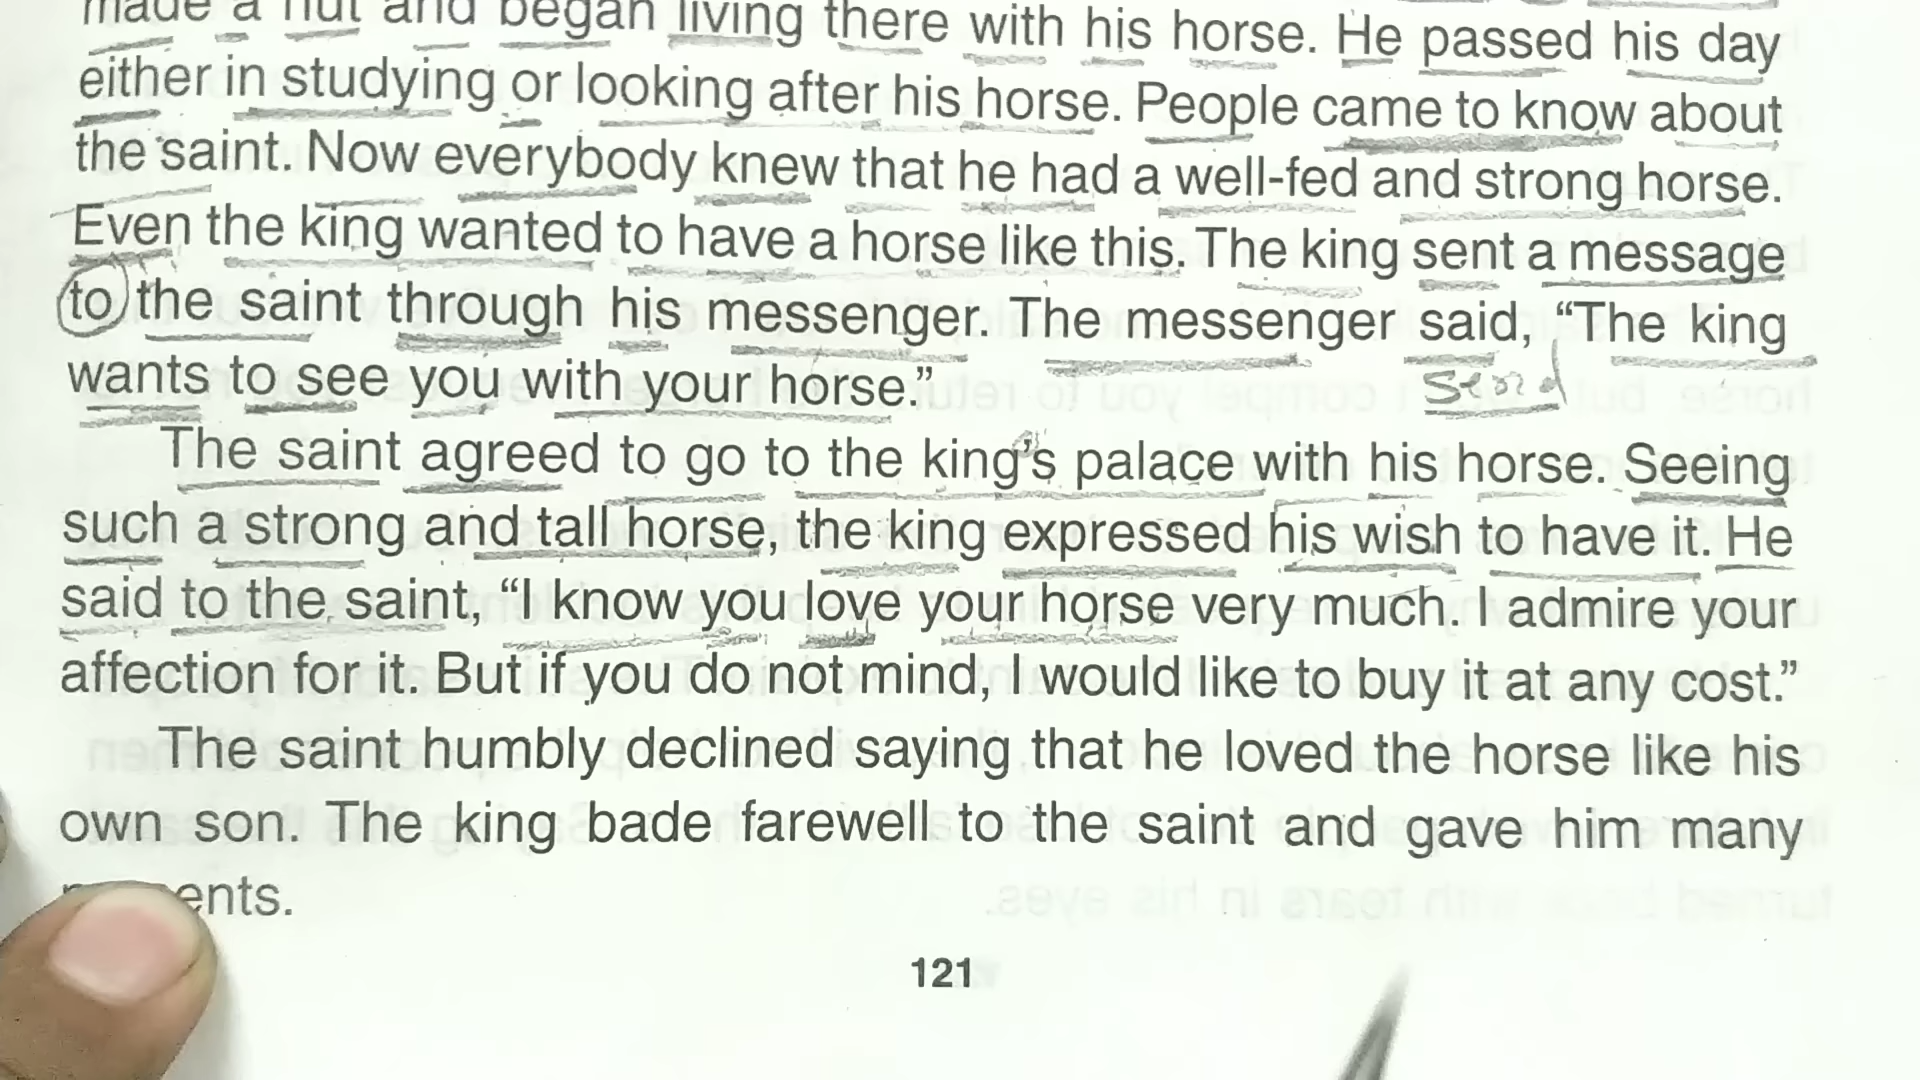 made a hut and began living there with his horse. He passed his day
either in studying or looking after his horse. People came to know about
the saint. Now everybody knew that he had a well-fed and strong horse.
Even the king wanted to have a horse like this. The king sent a message
to the saint through his messenger. The messenger said, “The king
wants to see you with your horse.”
send
The saint agreed to go to the king's palace with his horse. Seeing
such a strong and tall horse, the king expressed his wish to have it. He
said to the saint, “I know you love your horse very much. I admire your
affection for it. But if you do not mind, I would like to buy it at any cost.”
The saint humbly declined saying that he loved the horse like his
own son. The king bade farewell to the saint and gave him many
121